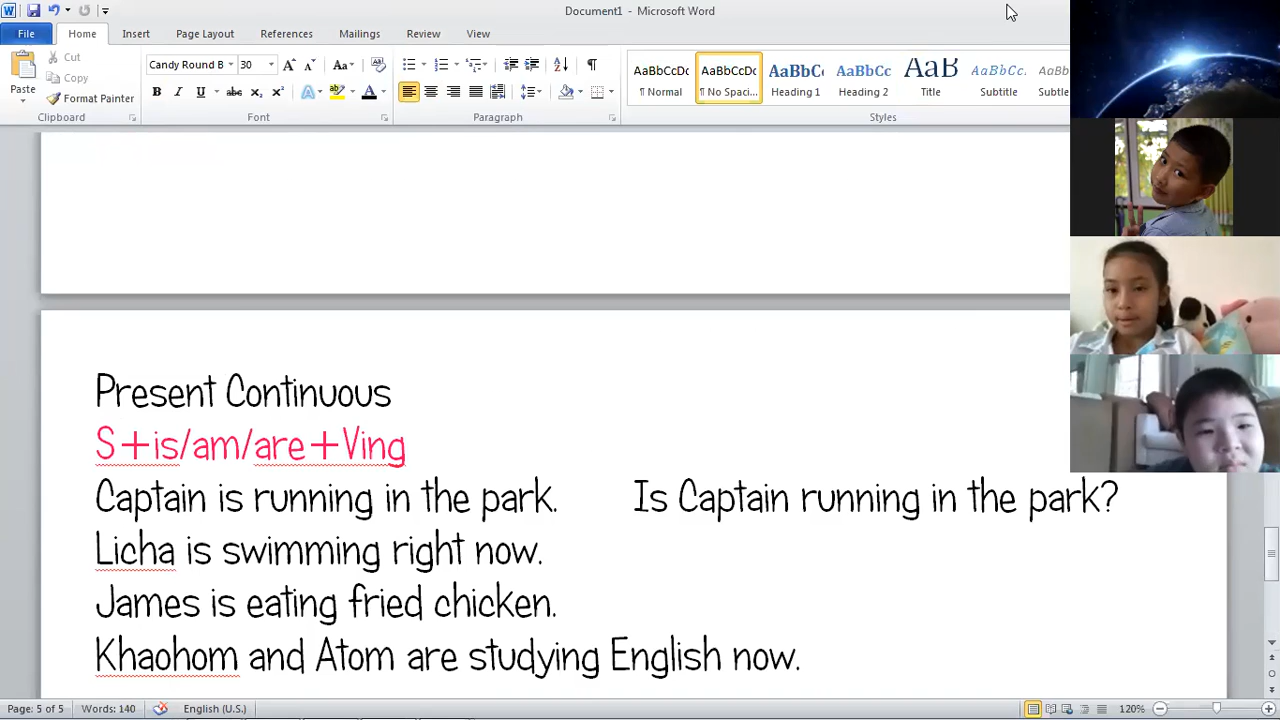 Document1 - Microsoft Word
File Home Insert Page Layout References Mailings Review View
Cut
Copy
Format Painter
Paste
Clipboard
Candy Round B 30
Font
Paragraph
AaBbCcDc AaBbCcDc AaBbC AaBbCc AaB AaBbCc. AaBb
¶ Normal ¶ No Spaci... Heading 1 Heading 2 Title Subtitle Subtle
Styles
Present Continuous
S+is/am/are+Ving
Captain is running in the park. Is Captain running in the park?
Licha is swimming right now.
James is eating fried chicken.
Khaohom and Atom are studying English now.
Page: 5 of 5 Words: 140 English (U.S.) 120%